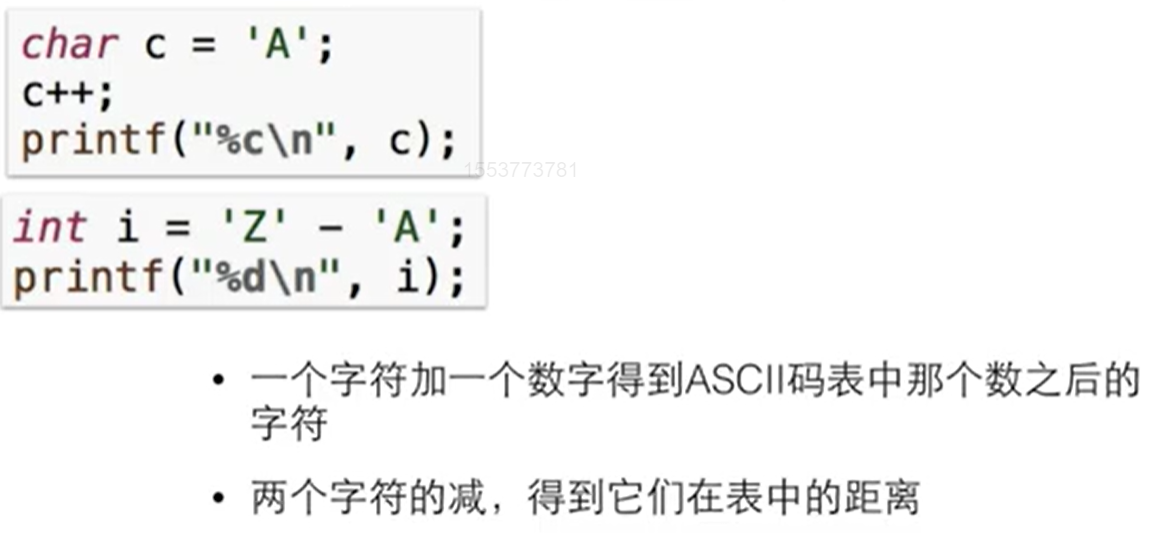 char c = 'A';
c++;
printf("%c\n", c);
1553773781
int i = 'Z' - 'A';
printf("%d\n", i);
• 一个字符加一个数字得到ASCII码表中那个数之后的
字符
• 两个字符的减，得到它们在表中的距离